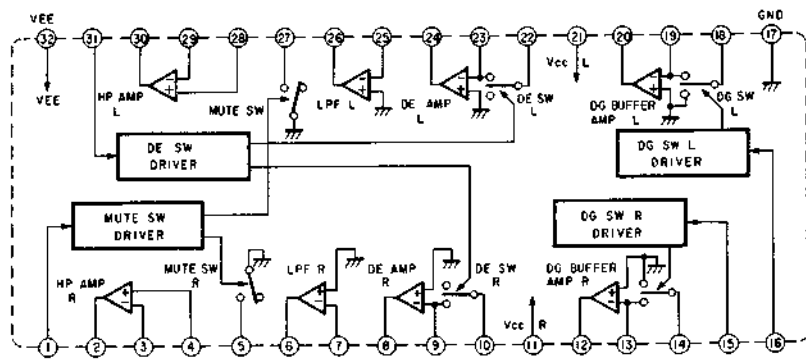 VEE
GND
32 31 30 29 28 27 26 25 24 23 22 21 20 19 18 17
VEE
HP AMP
L
MUTE SW
LPF L
DE AMP
L
DE SW
L
Vcc L
DG BUFFER
AMP L
DG SW
L
DE SW
DRIVER
DG SW L
DRIVER
MUTE SW
DRIVER
DG SW R
DRIVER
HP AMP
R
MUTE SW
R
LPF R
DE AMP
R
DE SW
R
Vcc R
DG BUFFER
AMP R
1 2 3 4 5 6 7 8 9 10 11 12 13 14 15 16